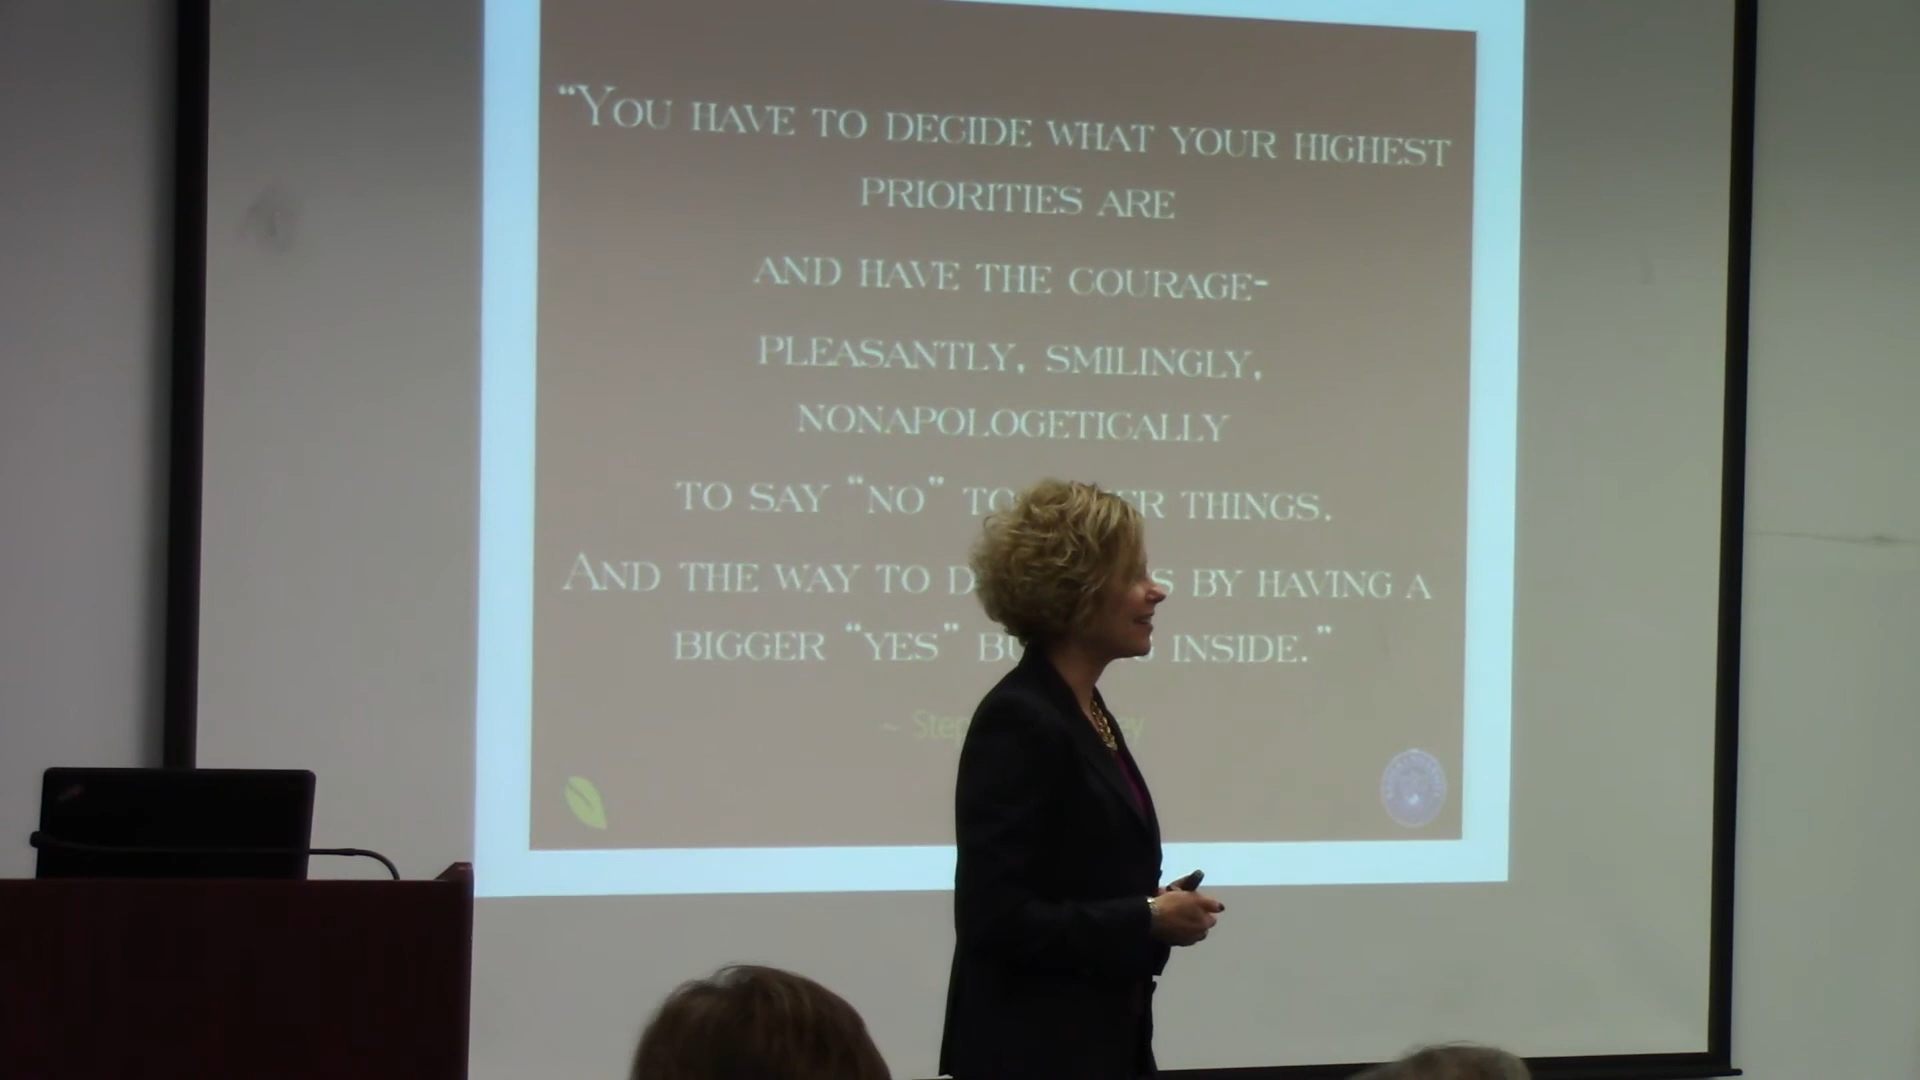 “You have to decide what your highest
priorities are
and have the courage-
pleasantly, smilingly,
nonapologetically
to say “no” to things.
And the way to by having a
bigger “yes” inside.”
~